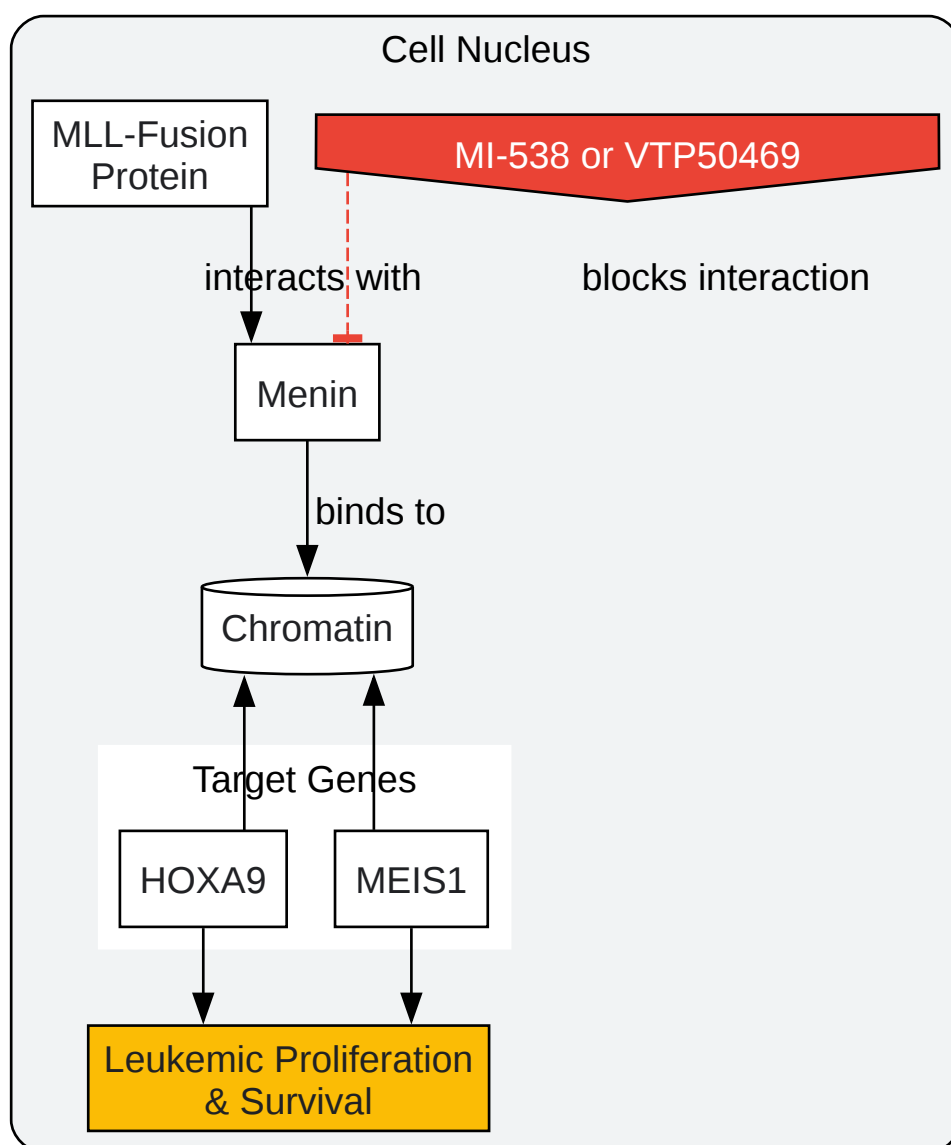 Cell Nucleus
MLL-Fusion
Protein
MI-538 or VTP50469
interacts with
blocks interaction
Menin
binds to
Chromatin
Target Genes
HOXA9
MEIS1
Leukemic Proliferation
& Survival